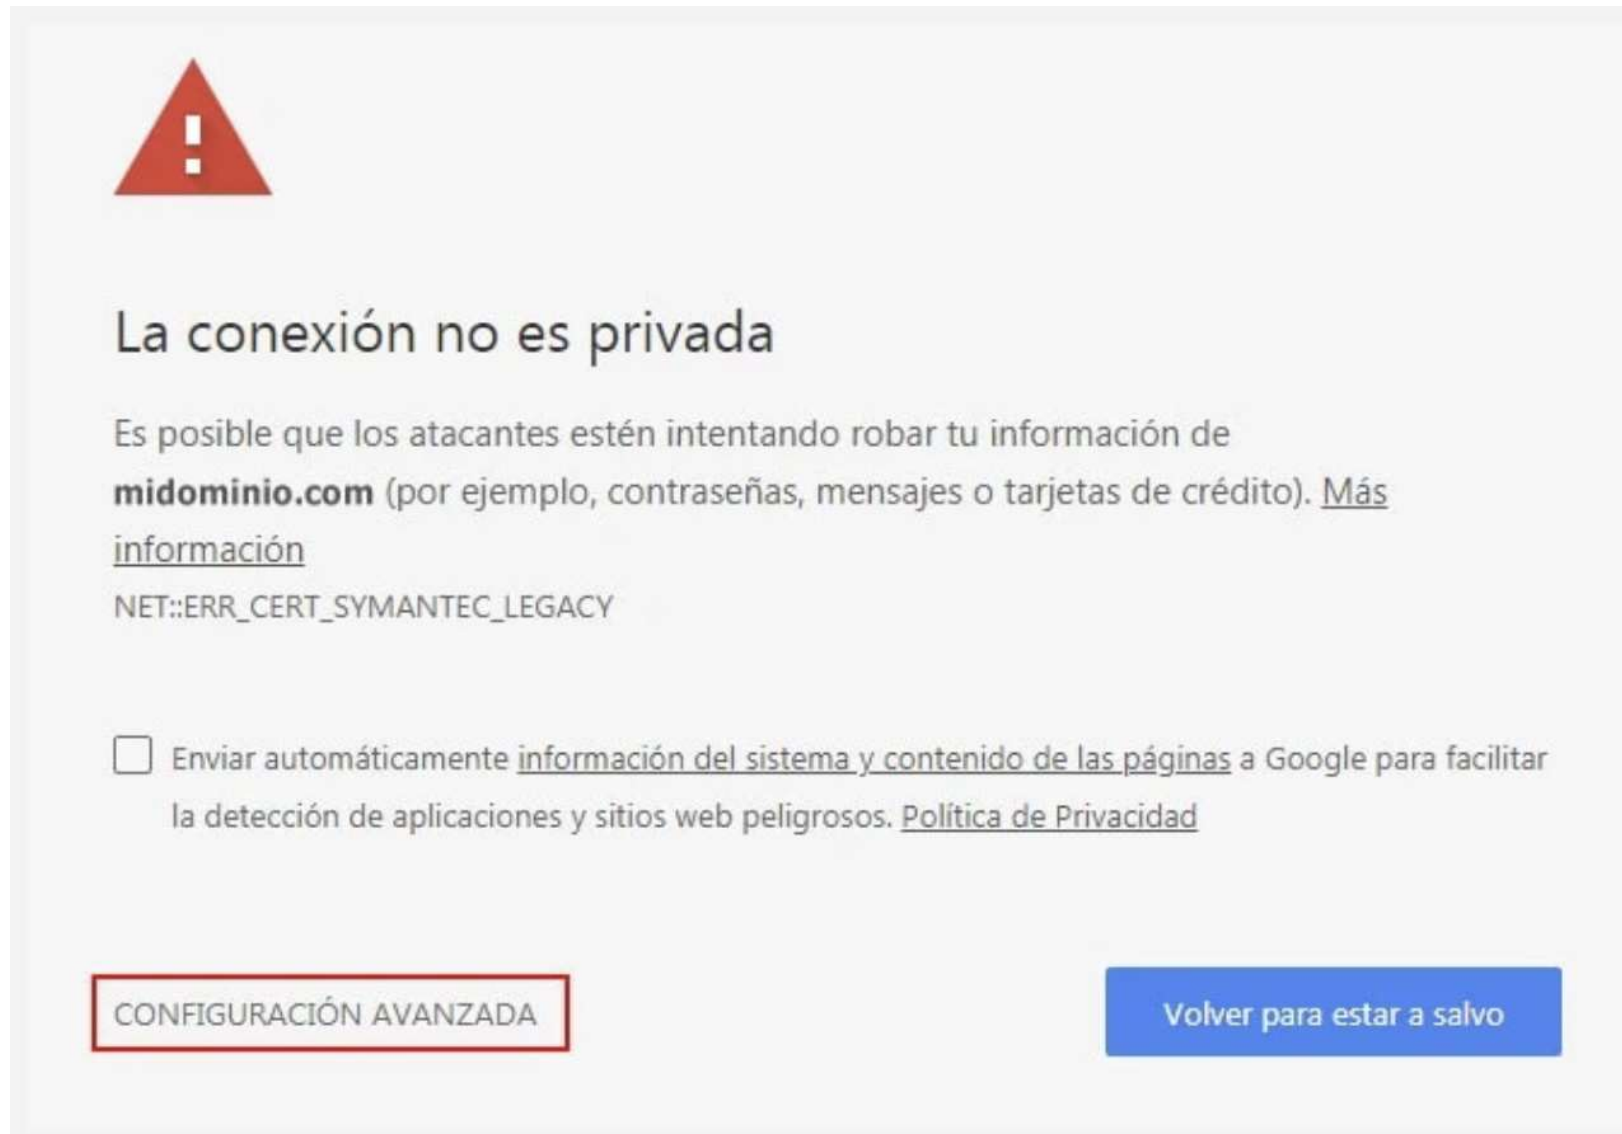 La conexión no es privada
Es posible que los atacantes estén intentando robar tu información de
midominio.com (por ejemplo, contraseñas, mensajes o tarjetas de crédito). Más
información
NET::ERR_CERT_SYMANTEC_LEGACY
Enviar automáticamente información del sistema y contenido de las páginas a Google para facilitar
la detección de aplicaciones y sitios web peligrosos. Política de Privacidad
CONFIGURACIÓN AVANZADA
Volver para estar a salvo